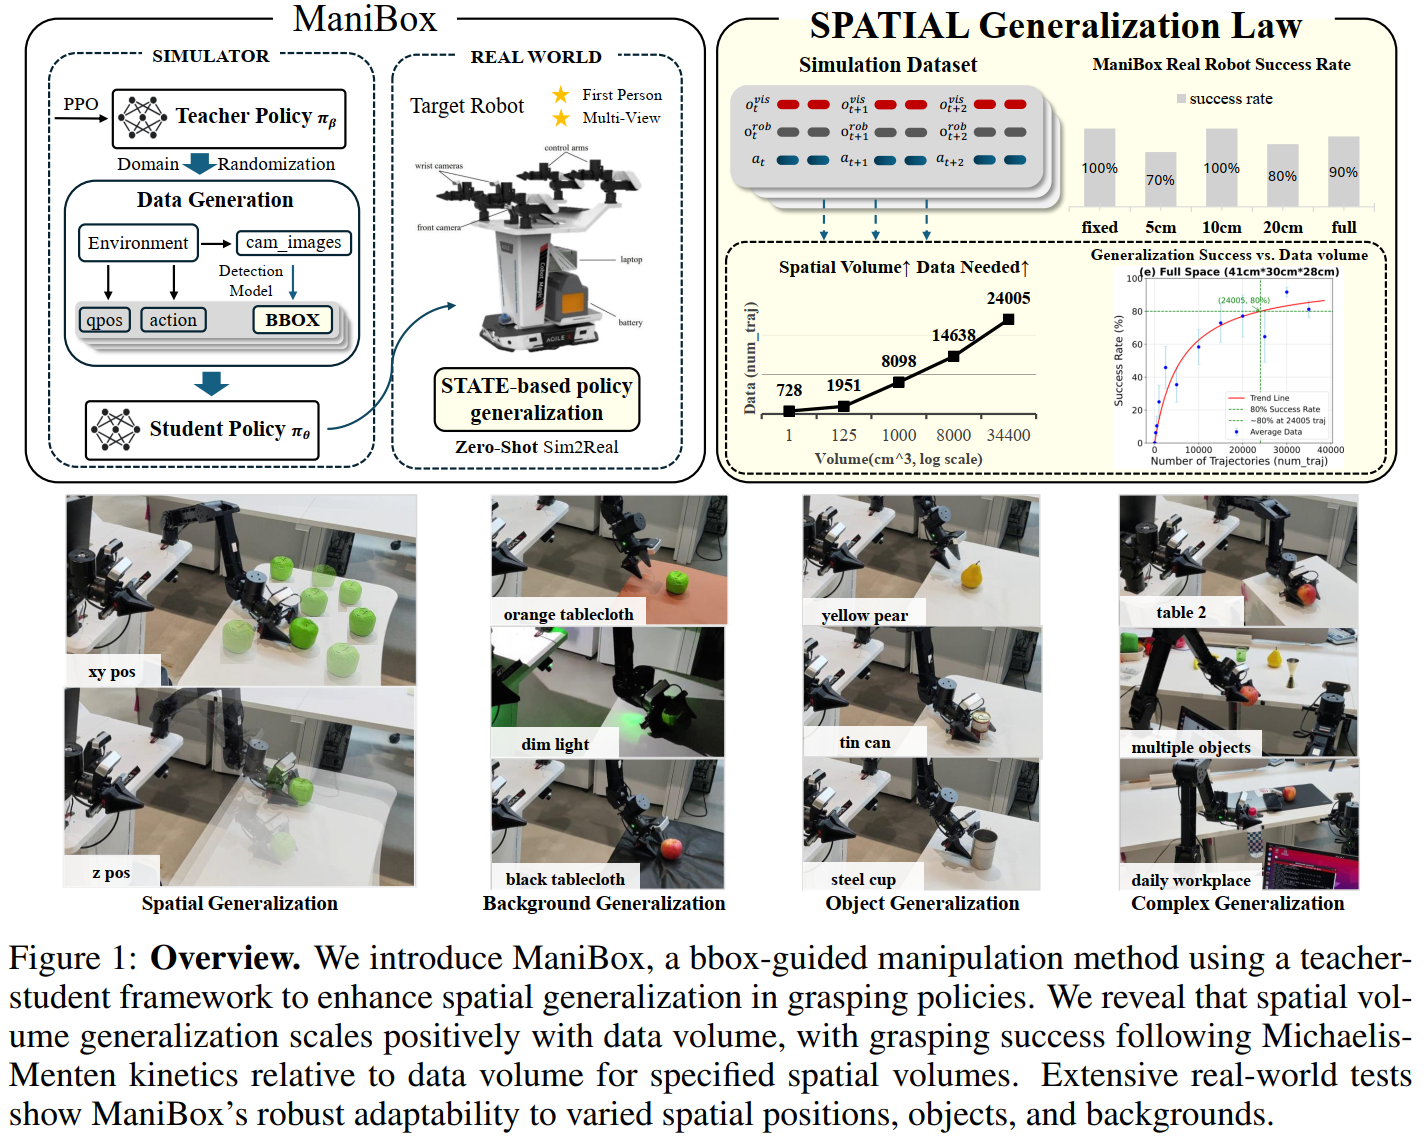 ManiBox
SIMULATOR
PPO
Teacher Policy π_β
Domain Randomization
Data Generation
Environment
cam_images
Detection
Model
qpos
action
BBOX
Student Policy π_θ
REAL WORLD
Target Robot
First Person
Multi-View
control arms
wrist cameras
front camera
laptop
battery
STATE-based policy
generalization
Zero-Shot Sim2Real
SPATIAL Generalization Law
Simulation Dataset
o_t^vis o_{t+1}^vis o_{t+2}^vis
o_t^rob o_{t+1}^rob o_{t+2}^rob
a_t a_{t+1} a_{t+2}
ManiBox Real Robot Success Rate
success rate
100% 70% 100% 80% 90%
fixed 5cm 10cm 20cm full
Spatial Volume↑ Data Needed↑
Data (num_traj)
728 1951 8098 14638 24005
1 125 1000 8000 34400
Volume(cm^3, log scale)
Generalization Success vs. Data volume
(e) Full Space (41cm*30cm*28cm)
Success Rate (%)
100
80
60
40
20
0
(24005, 80%)
Trend Line
80% Success Rate
~80% at 24005 traj
Average Data
0 10000 20000 30000 40000
Number of Trajectories (num_traj)
xy pos
z pos
Spatial Generalization
orange tablecloth
dim light
black tablecloth
Background Generalization
yellow pear
tin can
steel cup
Object Generalization
table 2
multiple objects
daily workplace
Complex Generalization
Figure 1: Overview. We introduce ManiBox, a bbox-guided manipulation method using a teacher-
student framework to enhance spatial generalization in grasping policies. We reveal that spatial vol-
ume generalization scales positively with data volume, with grasping success following Michaelis-
Menten kinetics relative to data volume for specified spatial volumes. Extensive real-world tests
show ManiBox's robust adaptability to varied spatial positions, objects, and backgrounds.